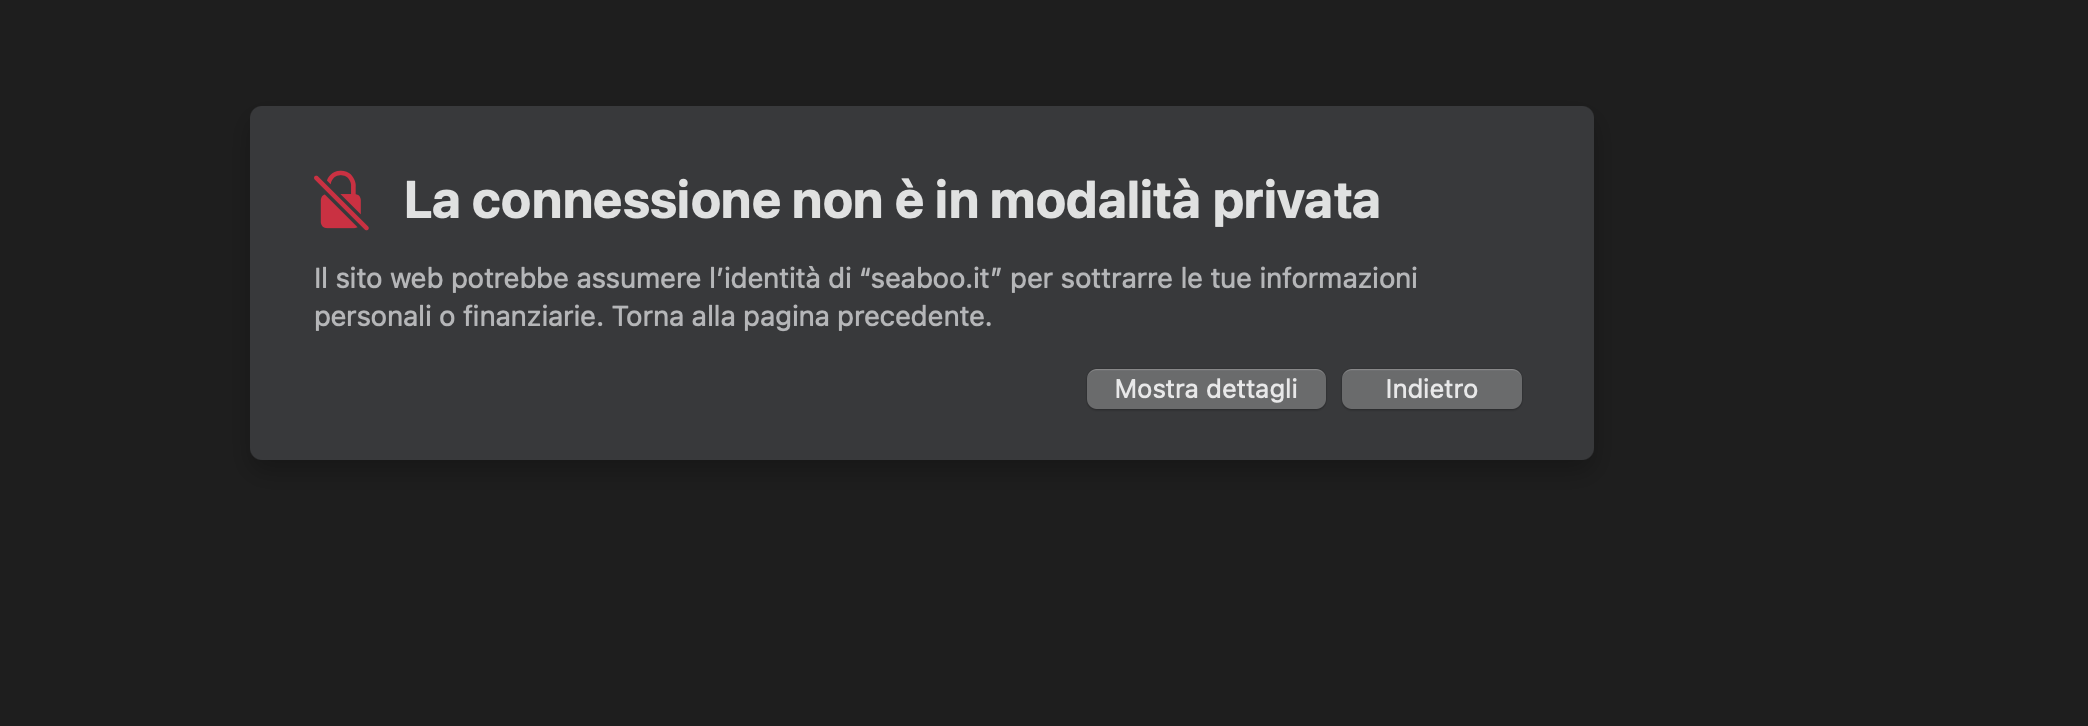 La connessione non è in modalità privata
Il sito web potrebbe assumere l’identità di “seaboo.it” per sottrarre le tue informazioni
personali o finanziarie. Torna alla pagina precedente.
Mostra dettagli Indietro